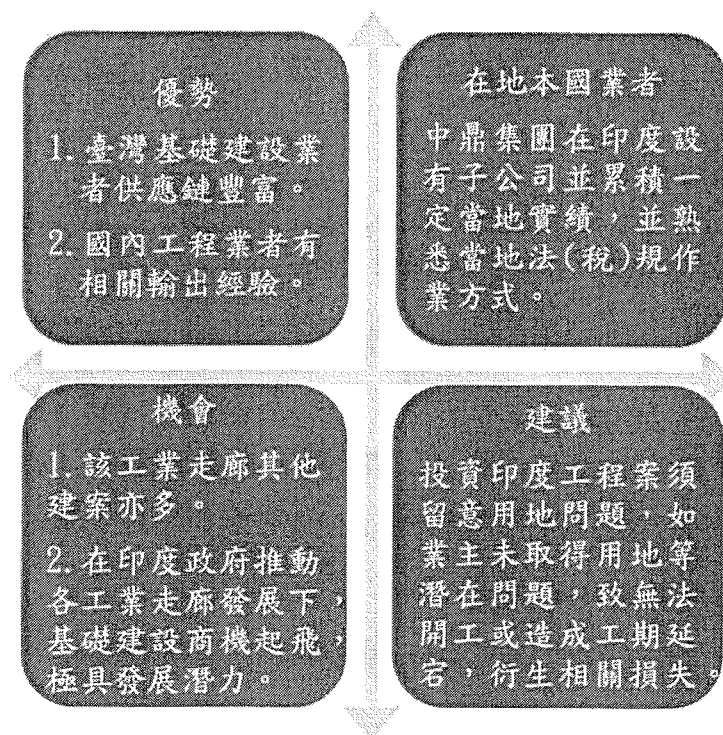 優勢
1. 臺灣基礎建設業
者供應鏈豐富。
2. 國內工程業者有
相關輸出經驗。
在地本國業者
中鼎集團在印度設
有子公司並累積一
定當地實績，並熟
悉當地法(稅)規作
業方式。
機會
1. 該工業走廊其他
建案亦多。
2. 在印度政府推動
各工業走廊發展下，
基礎建設商機起飛，
極具發展潛力。
建議
投資印度工程案須
留意用地問題，如
業主未取得用地等
潛在問題，致無法
開工或造成工期延
宕，衍生相關損失。